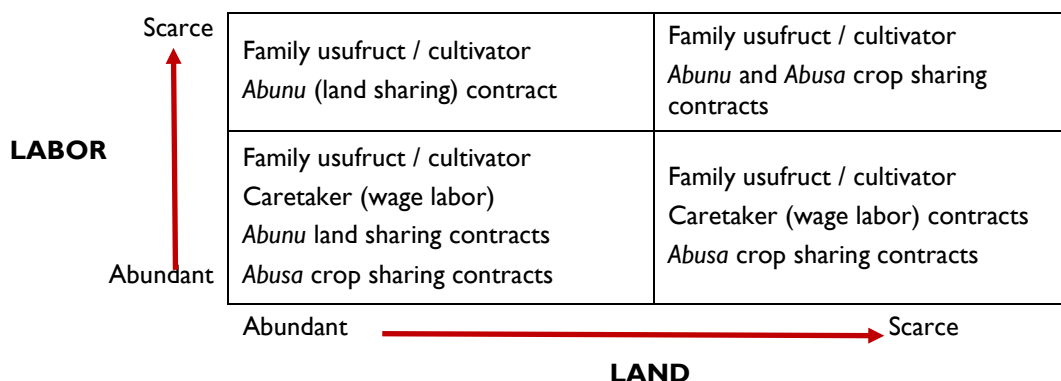 Scarce
Family usufruct / cultivator
Abunu (land sharing) contract
Family usufruct / cultivator
Abunu and Abusa crop sharing
contracts
LABOR
Family usufruct / cultivator
Caretaker (wage labor)
Abunu land sharing contracts
Abusa crop sharing contracts
Family usufruct / cultivator
Caretaker (wage labor) contracts
Abusa crop sharing contracts
Abundant
Abundant
Scarce
LAND